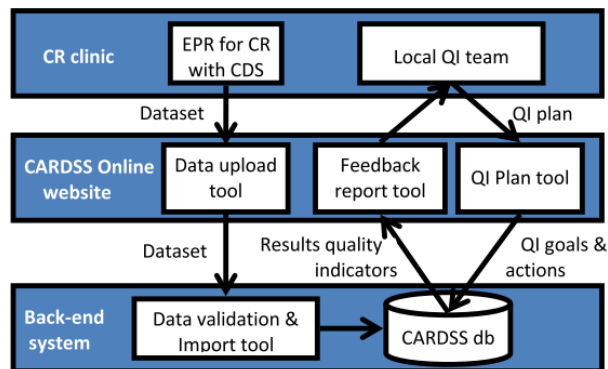 CR clinic
EPR for CR
with CDS
Local QI team
Dataset
QI plan
CARDSS Online
website
Data upload
tool
Feedback
report tool
QI Plan tool
Dataset
Results quality
indicators
QI goals &
actions
Back-end
system
Data validation &
Import tool
CARDSS db